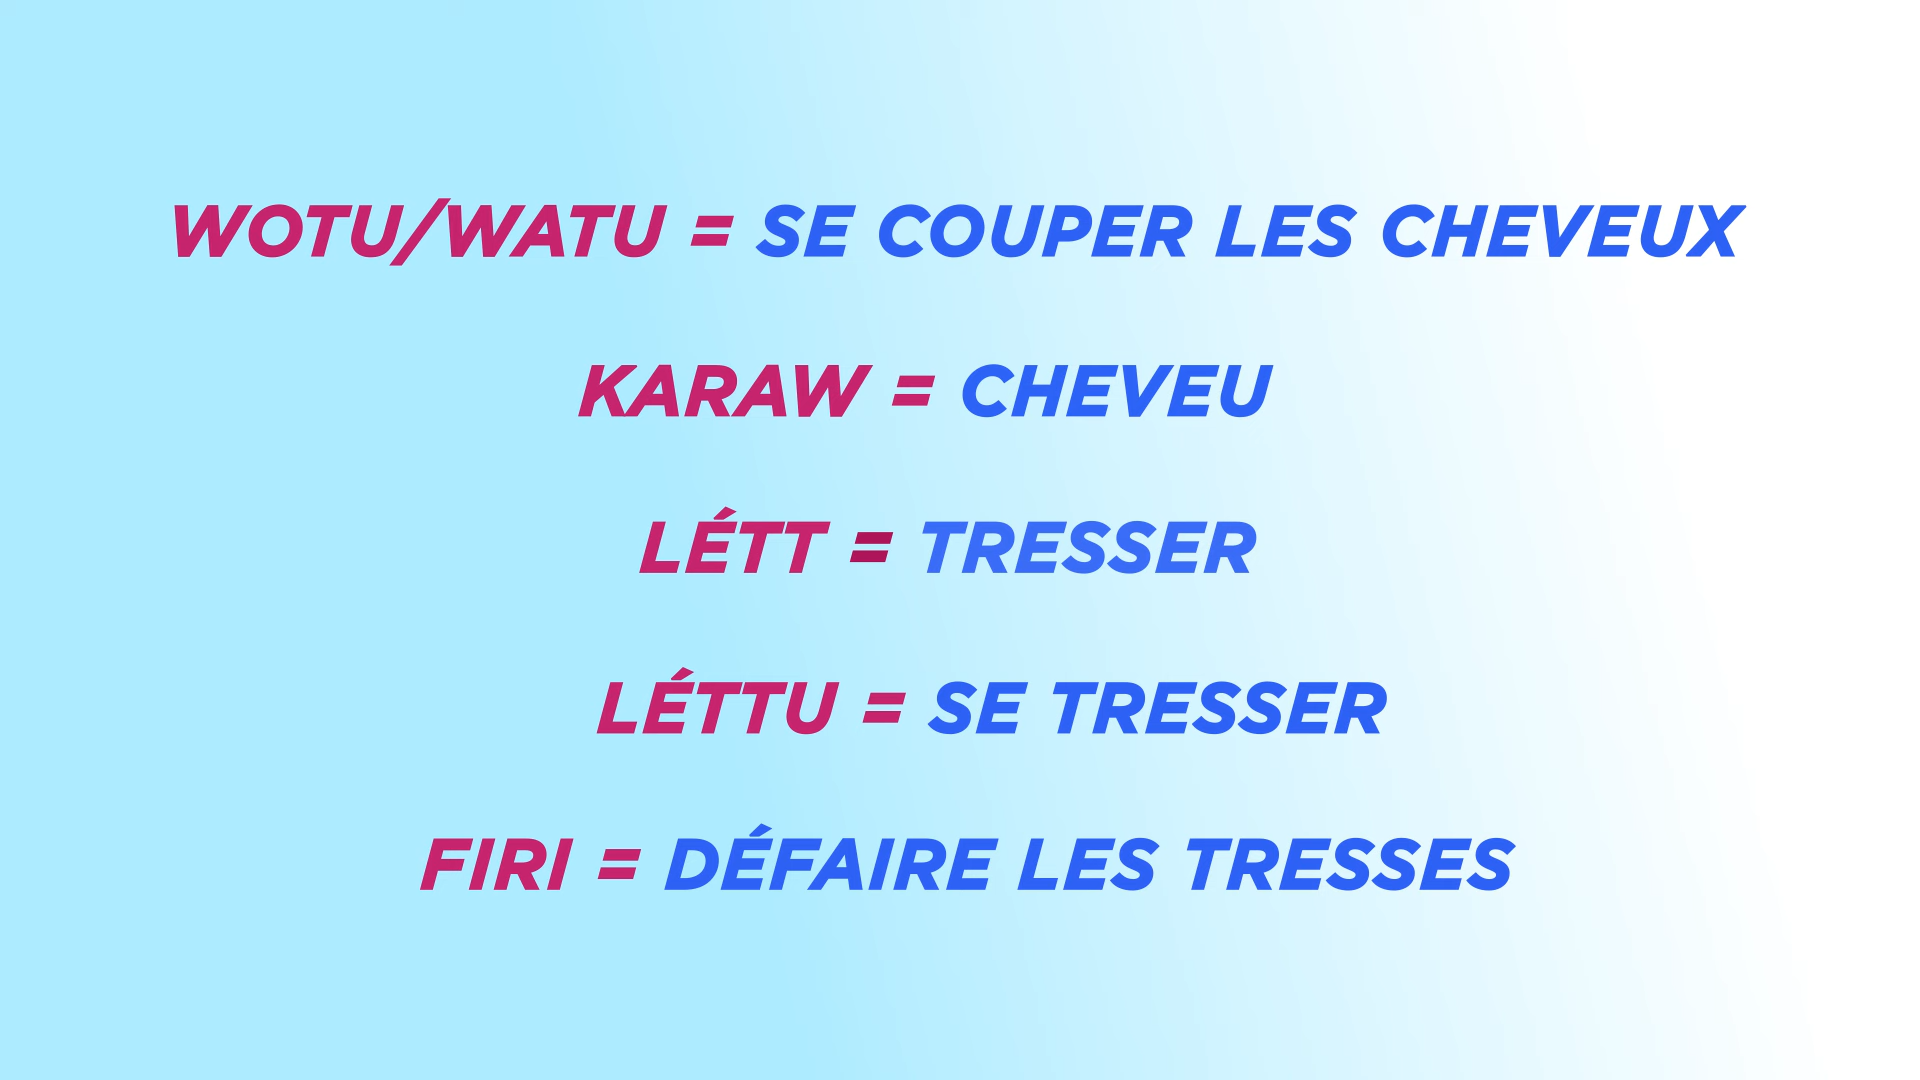 WOTU/WATU = SE COUPER LES CHEVEUX
KARAW = CHEVEU
LÉTT = TRESSER
LÉTTU = SE TRESSER
FIRI = DÉFAIRE LES TRESSES